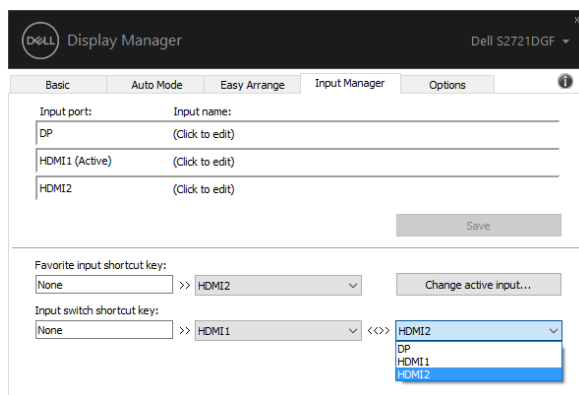 DELL Display Manager Dell S2721DGF
Basic Auto Mode Easy Arrange Input Manager Options i
Input port: Input name:
DP (Click to edit)
HDMI1 (Active) (Click to edit)
HDMI2 (Click to edit)
Save
Favorite input shortcut key:
None >> HDMI2 Change active input...
Input switch shortcut key:
None >> HDMI1 <<>> HDMI2
DP
HDMI1
HDMI2